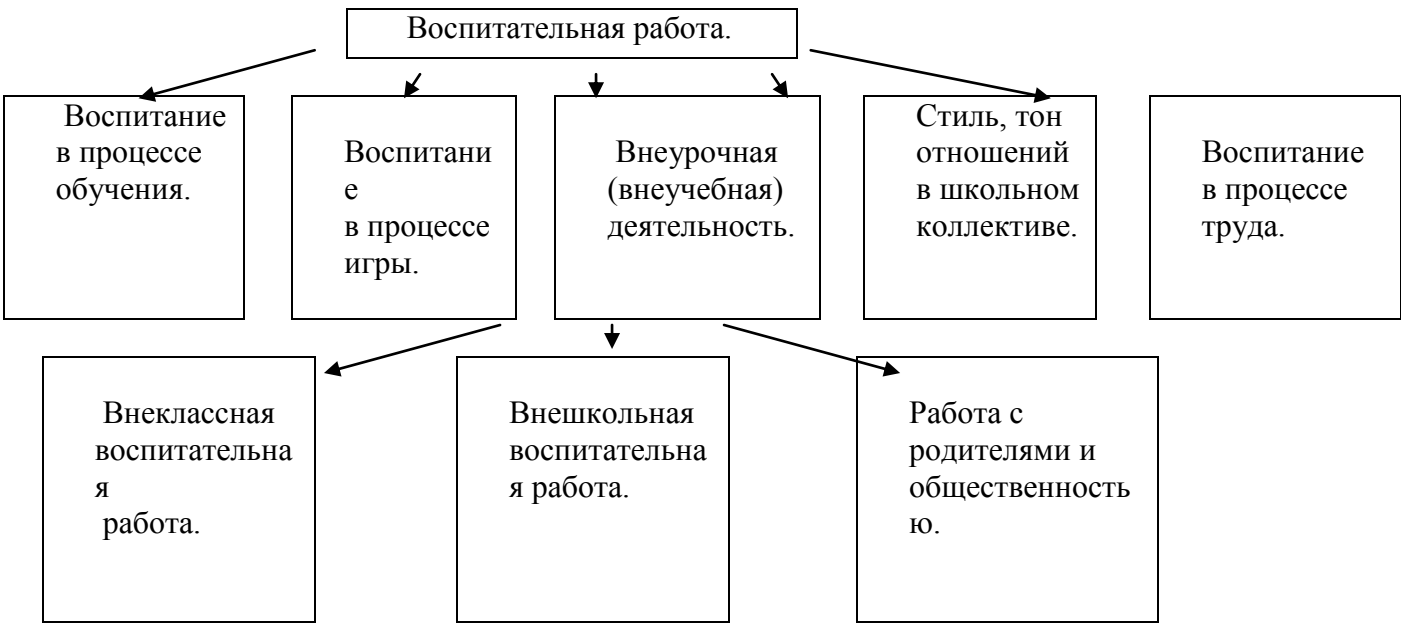 Воспитательная работа.
Воспитание
в процессе
обучения.
Воспитани
е
в процессе
игры.
Внеурочная
(внеучебная)
деятельность.
Стиль, тон
отношений
в школьном
коллективе.
Воспитание
в процессе
труда.
Внеклассная
воспитательна
я
работа.
Внешкольная
воспитательна
я работа.
Работа с
родителями и
общественность
ю.